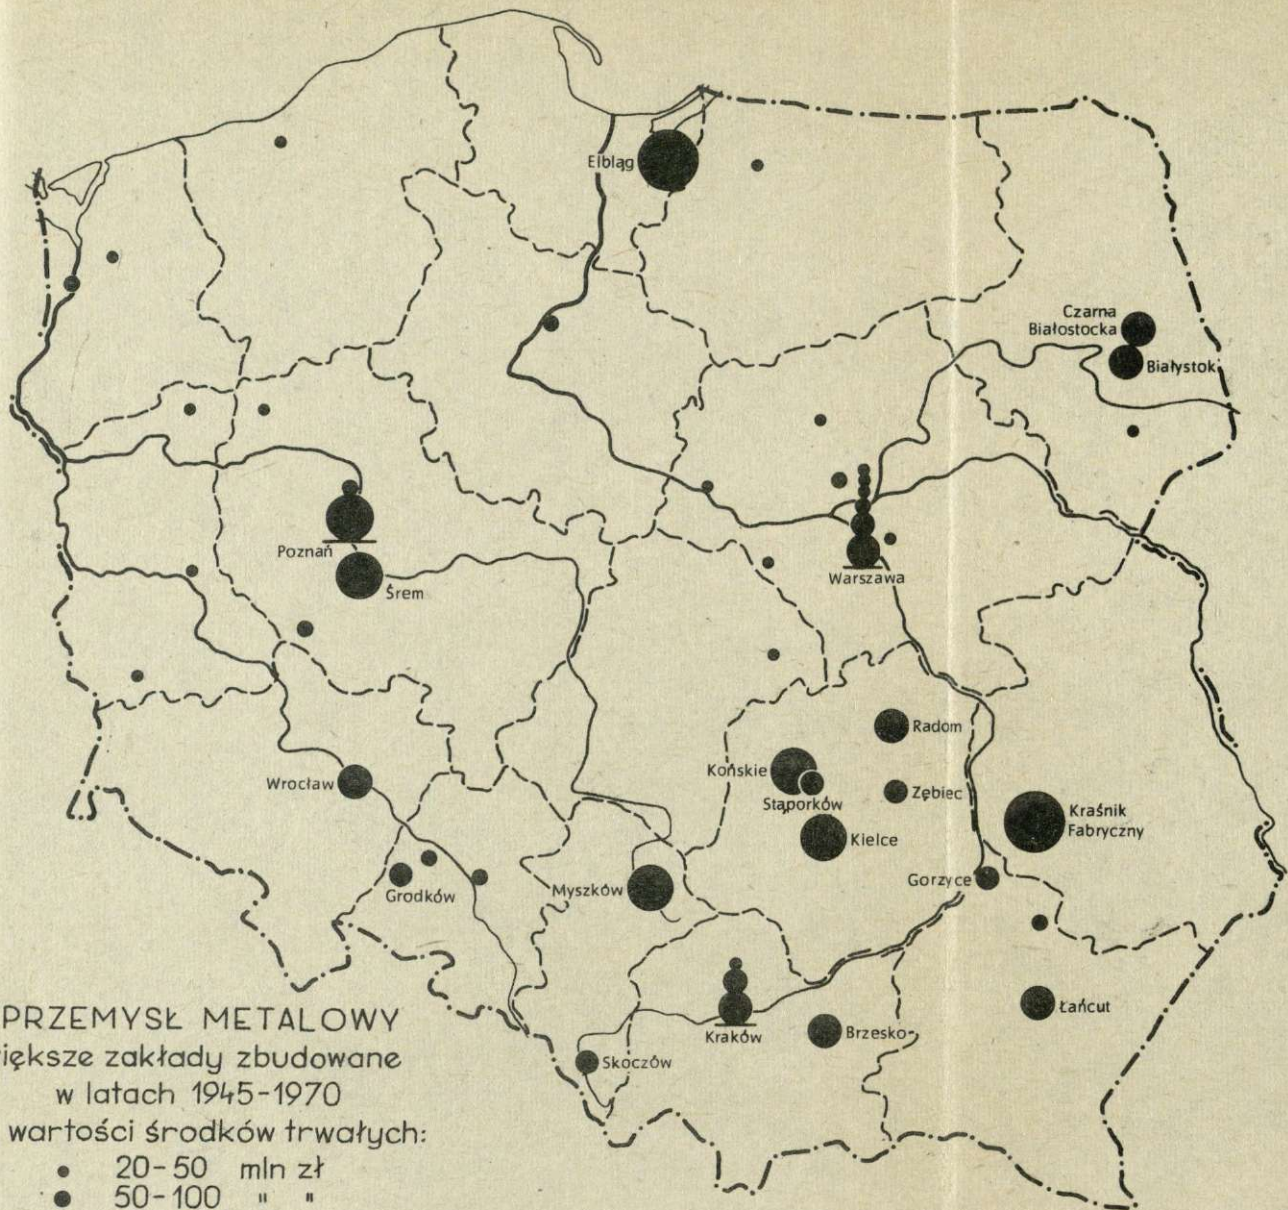 Elbląg
Czarna
Białostocka
Białystok
Poznań
Śrem
Warszawa
Radom
Końskie
Stąporków
Zębiec
Kielce
Kraśnik
Fabryczny
Wrocław
Grodków
Myszków
Gorzyce
Łańcut
Kraków
Brzesko
Skoczów
PRZEMYSŁ METALOWY
iększe zakłady zbudowane
w latach 1945-1970
wartości środków trwałych:
20-50 mln zł
50-100 " "